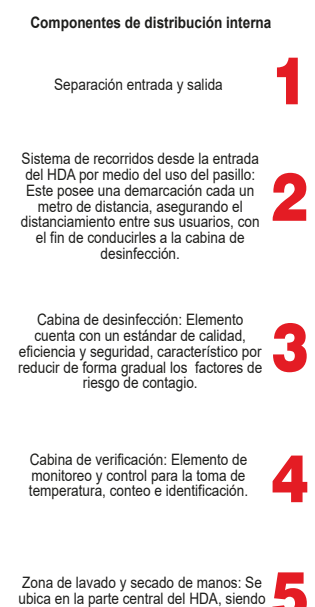 Componentes de distribución interna
Separación entrada y salida
1
Sistema de recorridos desde la entrada
del HDA por medio del uso del pasillo:
Este posee una demarcación cada un
metro de distancia, asegurando el
distanciamiento entre sus usuarios, con
el fin de conducirles a la cabina de
desinfección.
2
Cabina de desinfección: Elemento
cuenta con un estándar de calidad,
eficiencia y seguridad, característico por
reducir de forma gradual los factores de
riesgo de contagio.
3
Cabina de verificación: Elemento de
monitoreo y control para la toma de
temperatura, conteo e identificación.
4
Zona de lavado y secado de manos: Se
ubica en la parte central del HDA, siendo
5